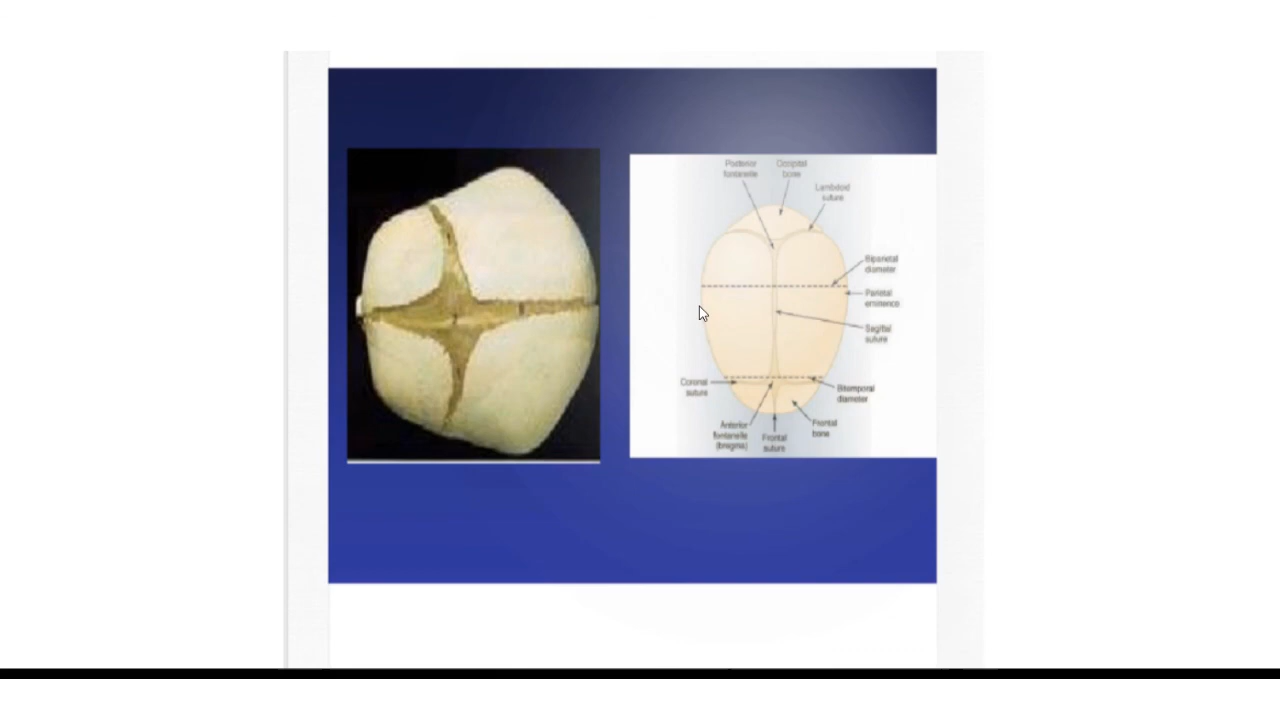 Posterior
fontanelle
Occipital
bone
Lambdoid
suture
Biparietal
diameter
Parietal
eminence
Sagittal
suture
Coronal
suture
Bitemporal
diameter
Anterior
fontanelle
(bregma)
Frontal
suture
Frontal
bone